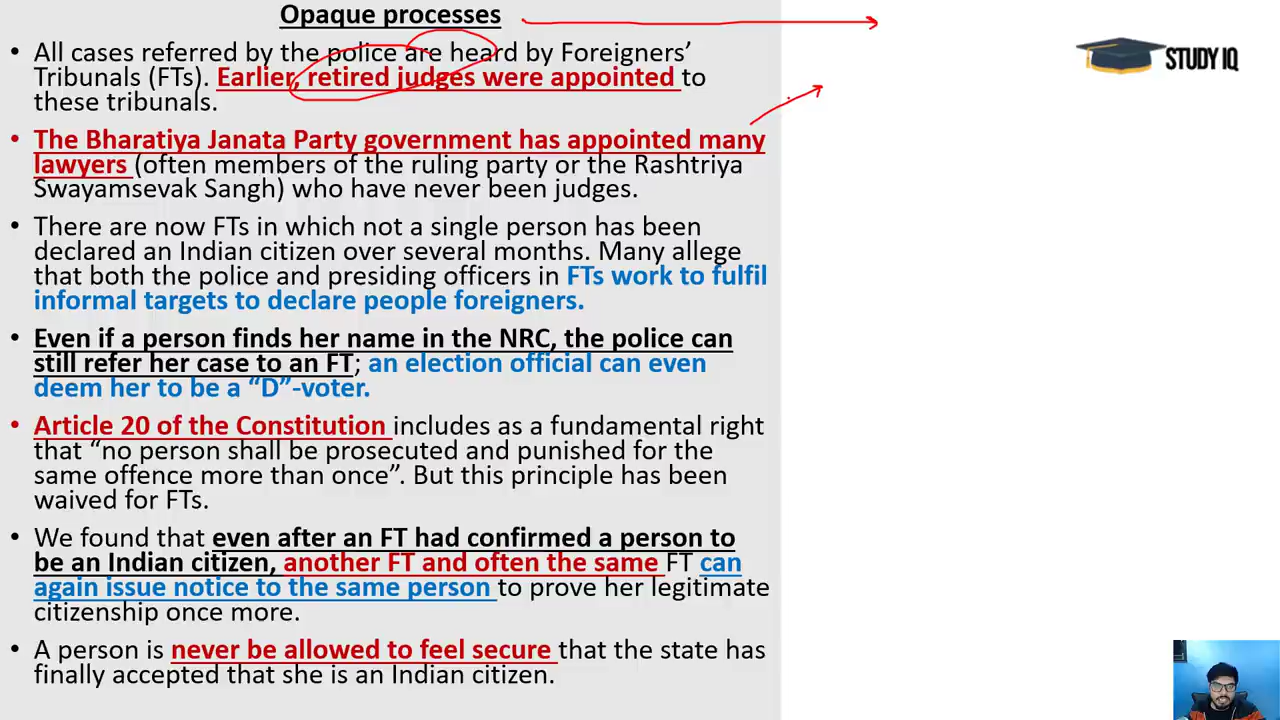 Opaque processes
• All cases referred by the police are heard by Foreigners’
Tribunals (FTs). Earlier, retired judges were appointed to
these tribunals.
• The Bharatiya Janata Party government has appointed many
lawyers (often members of the ruling party or the Rashtriya
Swayamsevak Sangh) who have never been judges.
• There are now FTs in which not a single person has been
declared an Indian citizen over several months. Many allege
that both the police and presiding officers in FTs work to fulfil
informal targets to declare people foreigners.
• Even if a person finds her name in the NRC, the police can
still refer her case to an FT; an election official can even
deem her to be a “D”-voter.
• Article 20 of the Constitution includes as a fundamental right
that “no person shall be prosecuted and punished for the
same offence more than once”. But this principle has been
waived for FTs.
• We found that even after an FT had confirmed a person to
be an Indian citizen, another FT and often the same FT can
again issue notice to the same person to prove her legitimate
citizenship once more.
• A person is never be allowed to feel secure that the state has
finally accepted that she is an Indian citizen.
STUDY IQ